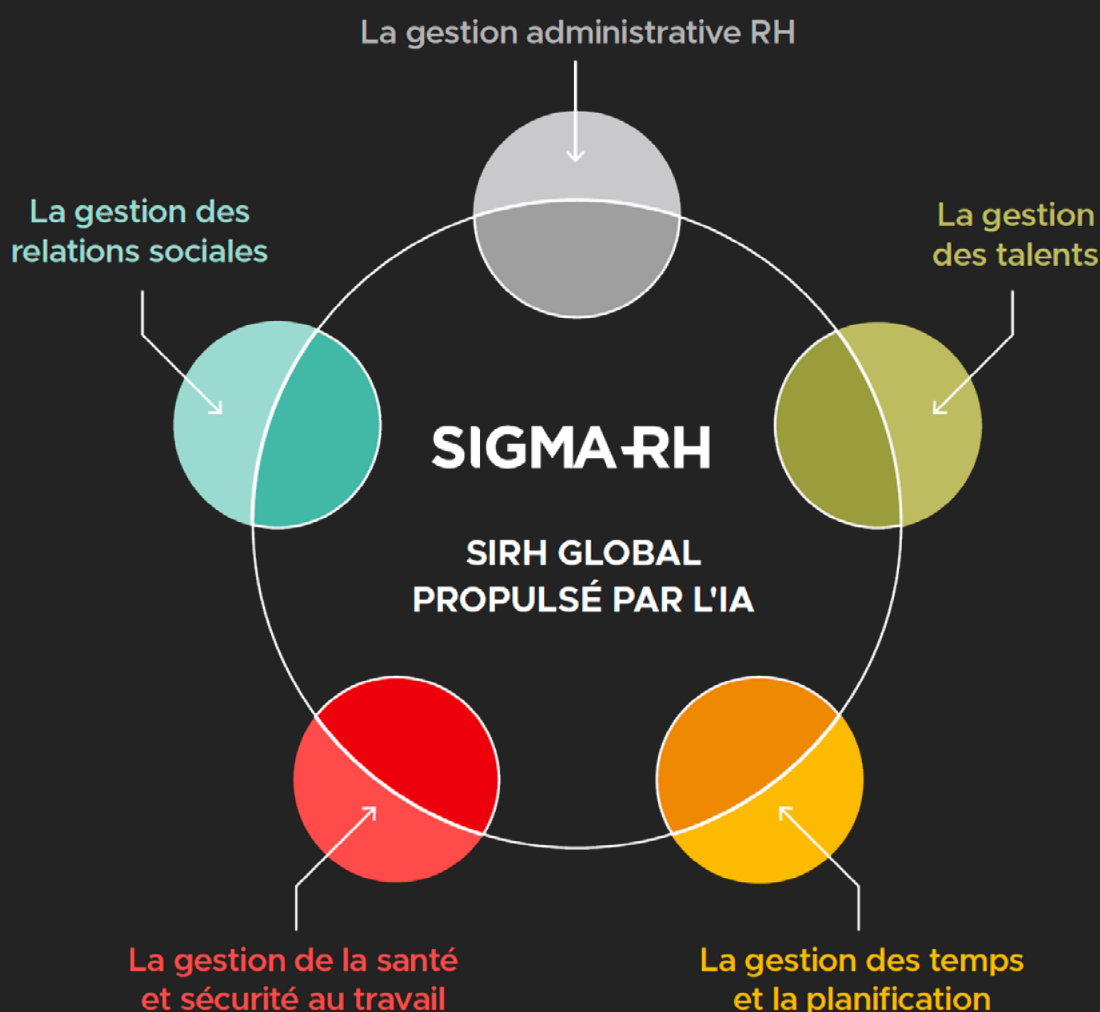 La gestion administrative RH
La gestion des
relations sociales
La gestion
des talents
SIGMA-RH
SIRH GLOBAL
PROPULSÉ PAR L'IA
La gestion de la santé
et sécurité au travail
La gestion des temps
et la planification